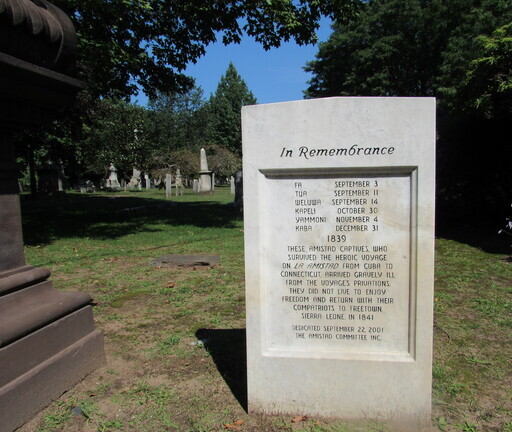 In Remembrance
FA SEPTEMBER 3
TUA SEPTEMBER 11
WELUWA SEPTEMBER 14
KAPELI OCTOBER 30
YAMMONI NOVEMBER 4
KABA DECEMBER 31
1839
THESE AMISTAD CAPTIVES, WHO
SURVIVED THE HEROIC VOYAGE
ON LA AMISTAD FROM CUBA TO
CONNECTICUT, ARRIVED GRAVELY ILL
FROM THE VOYAGES PRIVATIONS.
THEY DID NOT LIVE TO ENJOY
FREEDOM AND RETURN WITH THEIR
COMPATRIOTS TO FREETOWN,
SIERRA LEONE IN 1841
DEDICATED SEPTEMBER 22, 2001
THE AMISTAD COMMITTEE INC.